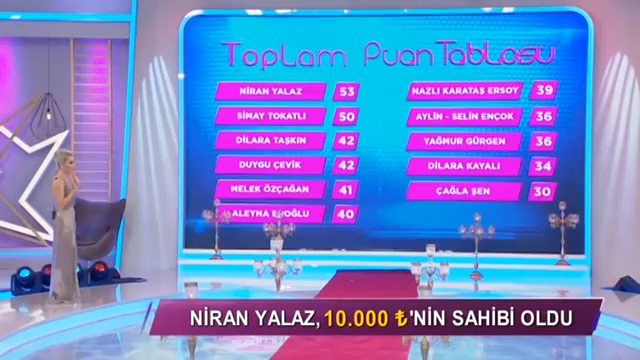 Toplam Puan Tablosu
NİRAN YALAZ 53
SİMAY TOKATLI 50
DİLARA TAŞKIN 42
DUYGU ÇEVİK 42
MELEK ÖZÇAĞAN 41
ALEYNA EROĞLU 40
NAZLI KARATAŞ ERSOY 39
AYLİN - SELİN ENÇOK 36
YAĞMUR GÜRGEN 36
DİLARA KAYALI 34
ÇAĞLA ŞEN 30
NİRAN YALAZ, 10.000 ₺'NİN SAHİBİ OLDU